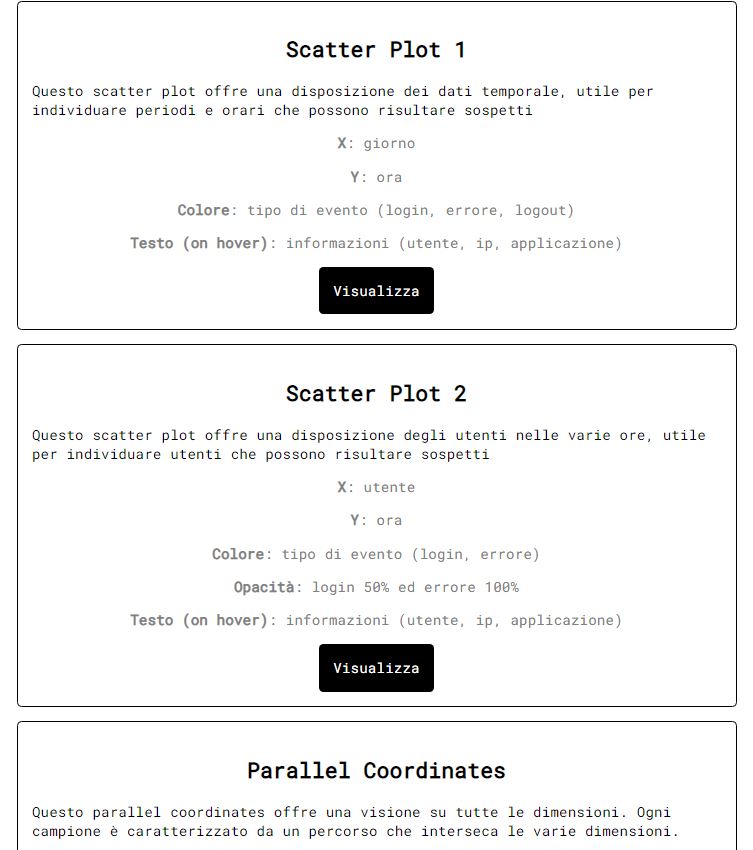 Scatter Plot 1
Questo scatter plot offre una disposizione dei dati temporale, utile per
individuare periodi e orari che possono risultare sospetti
X: giorno
Y: ora
Colore: tipo di evento (login, errore, logout)
Testo (on hover): informazioni (utente, ip, applicazione)
Visualizza
Scatter Plot 2
Questo scatter plot offre una disposizione degli utenti nelle varie ore, utile
per individuare utenti che possono risultare sospetti
X: utente
Y: ora
Colore: tipo di evento (login, errore)
Opacità: login 50% ed errore 100%
Testo (on hover): informazioni (utente, ip, applicazione)
Visualizza
Parallel Coordinates
Questo parallel coordinates offre una visione su tutte le dimensioni. Ogni
campione è caratterizzato da un percorso che interseca le varie dimensioni.